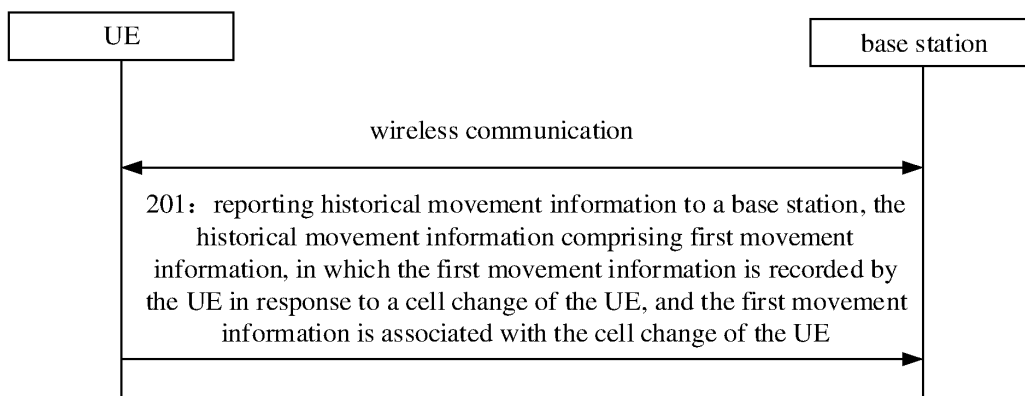 UE
base station
wireless communication
201：reporting historical movement information to a base station, the
historical movement information comprising first movement
information, in which the first movement information is recorded by
the UE in response to a cell change of the UE, and the first movement
information is associated with the cell change of the UE